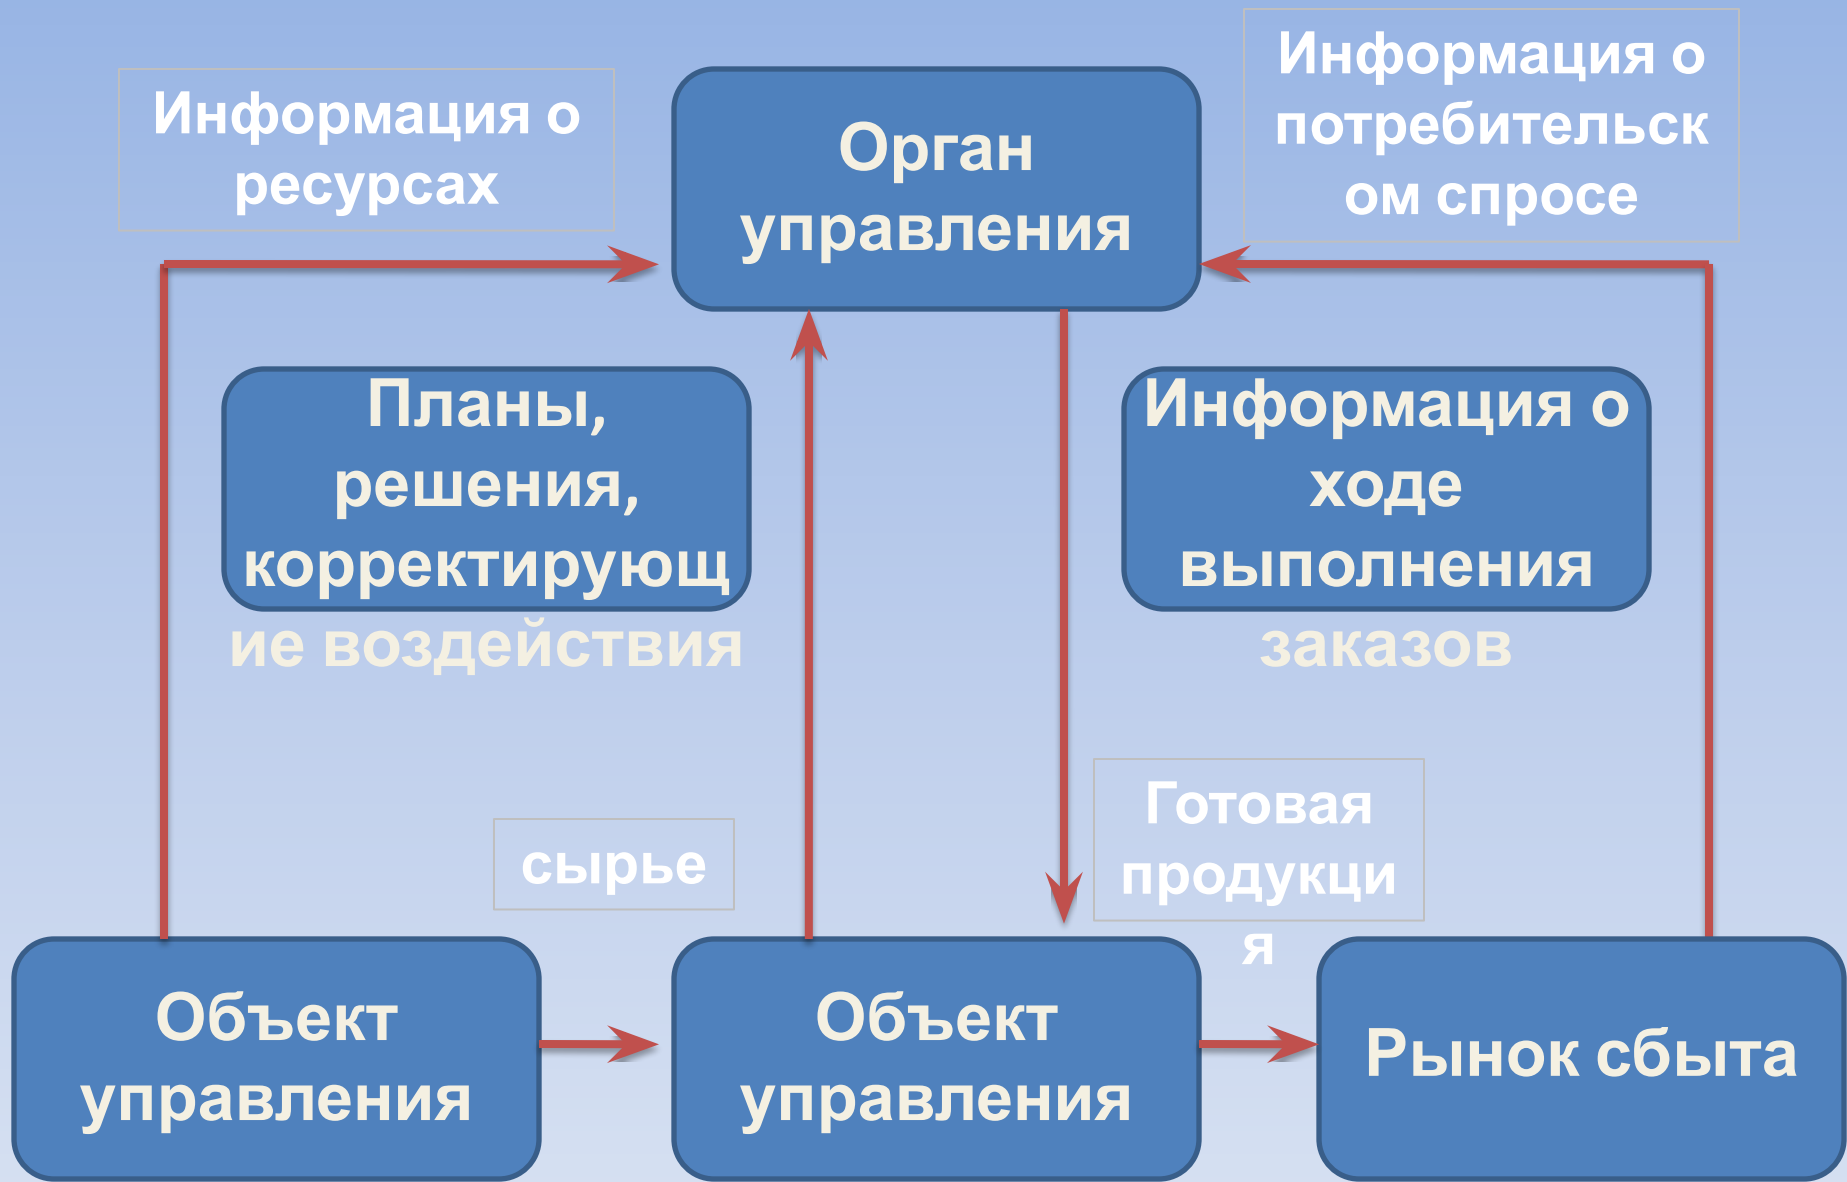 Информация о
ресурсах
Орган
управления
Информация о
потребительск
ом спросе
Планы,
решения,
корректирующ
ие воздействия
Информация о
ходе
выполнения
заказов
сырье
Готовая
продукци
я
Объект
управления
Объект
управления
Рынок сбыта